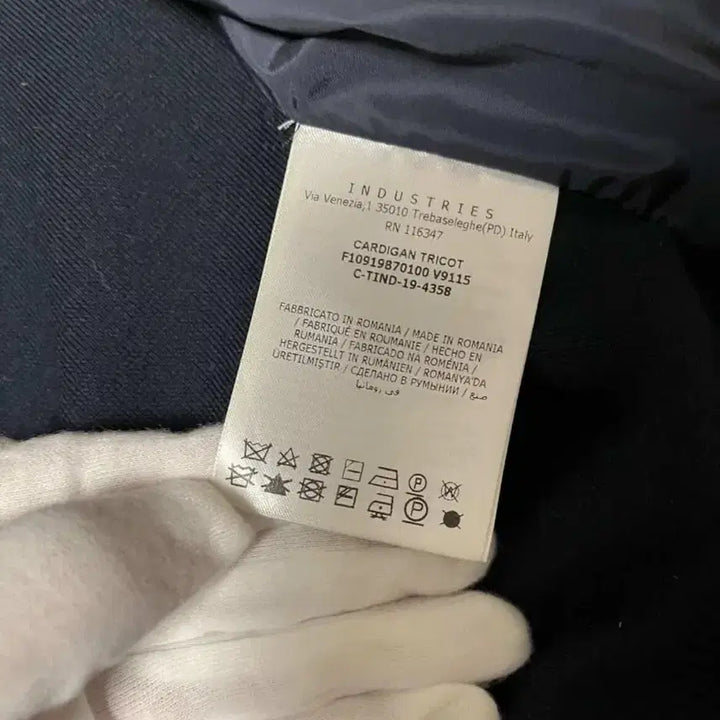 INDUSTRIES
Via Venezia,1 35010 Trebaseleghe(PD) Italy
RN 116347
CARDIGAN TRICOT
F10919870100 V9115
C-TIND-19-4358
FABBRICATO IN ROMANIA / MADE IN ROMANIA
/ FABRIQUÉ EN ROUMANIE / HECHO EN
RUMANIA / FABRICADO NA ROMÉNIA /
HERGESTELLT IN RUMÄNIEN / ROMANYA'DA
ÜRETILMIŞTIR / СДЕЛАНО В РУМЫНИИ / صنع
في رومانيا
P
P